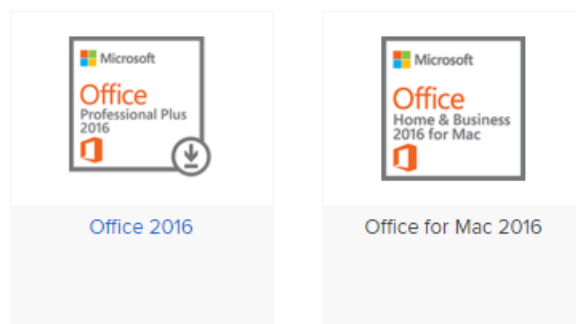 Microsoft
Office
Professional Plus
2016
Office 2016
Microsoft
Office
Home & Business
2016 for Mac
Office for Mac 2016